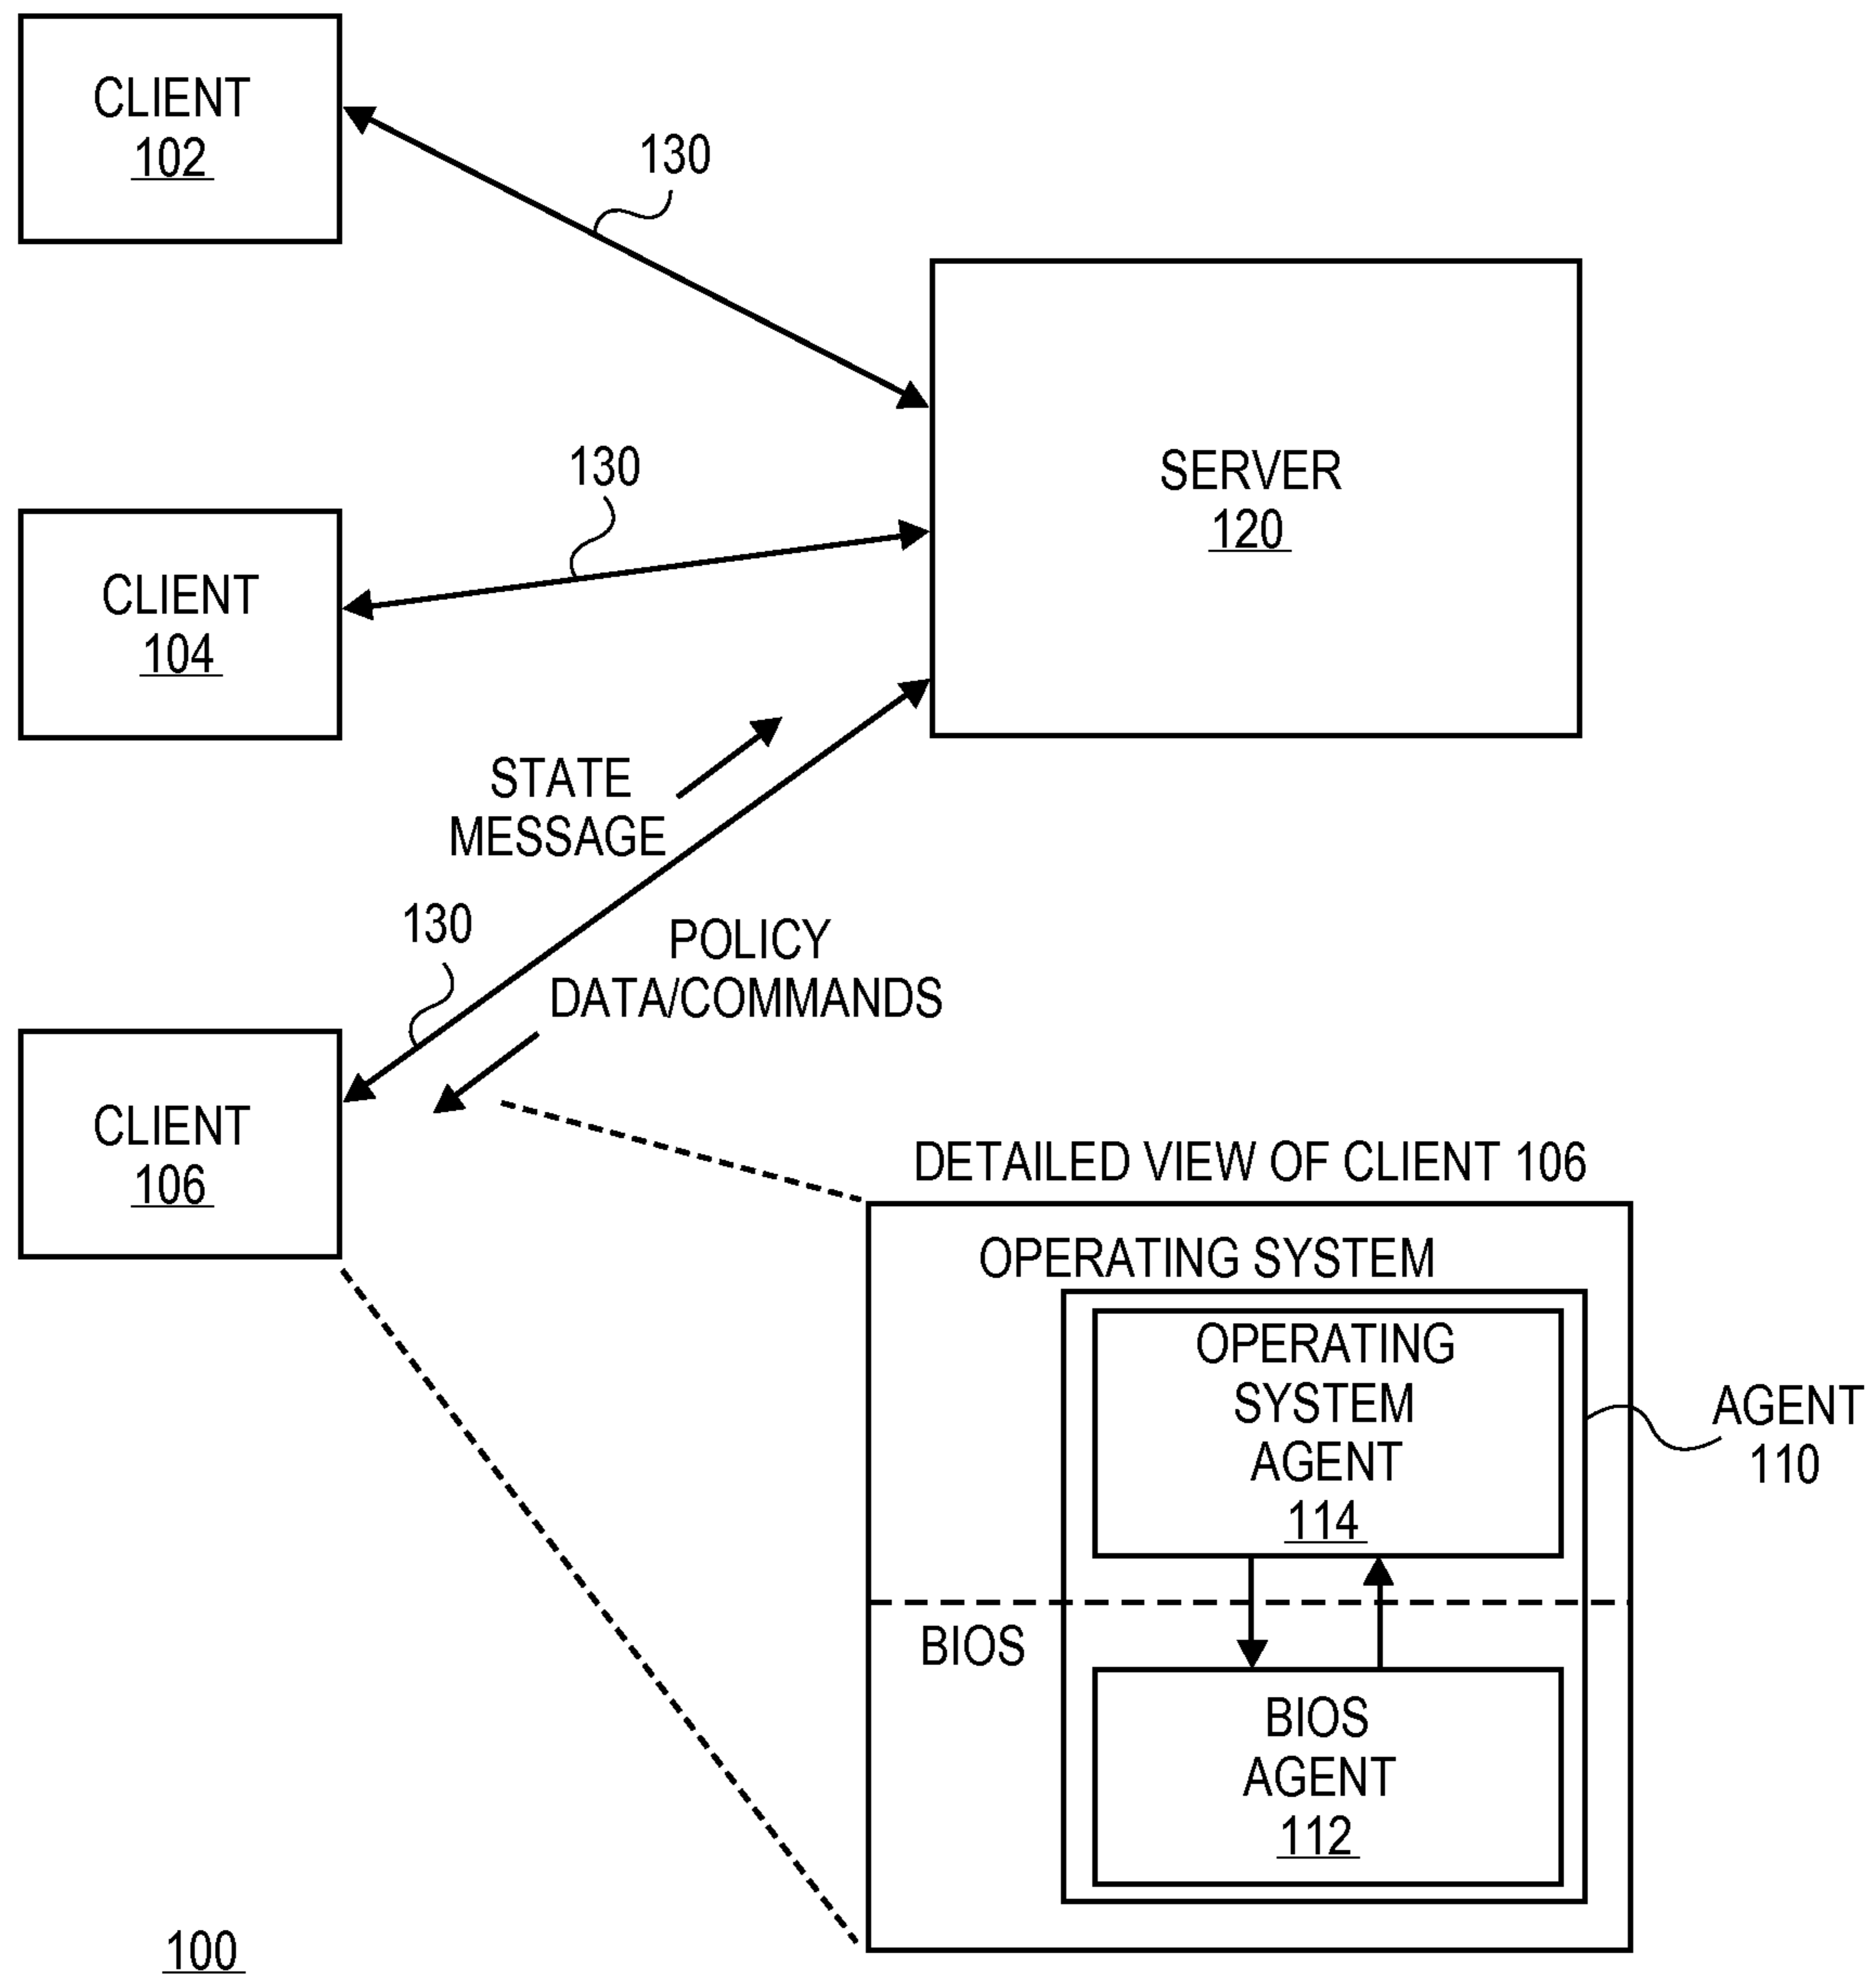 CLIENT
102
130
SERVER
120
130
CLIENT
104
STATE
MESSAGE
130
POLICY
DATA/COMMANDS
CLIENT
106
DETAILED VIEW OF CLIENT 106
OPERATING SYSTEM
OPERATING
SYSTEM
AGENT
114
AGENT
110
BIOS
BIOS
AGENT
112
100